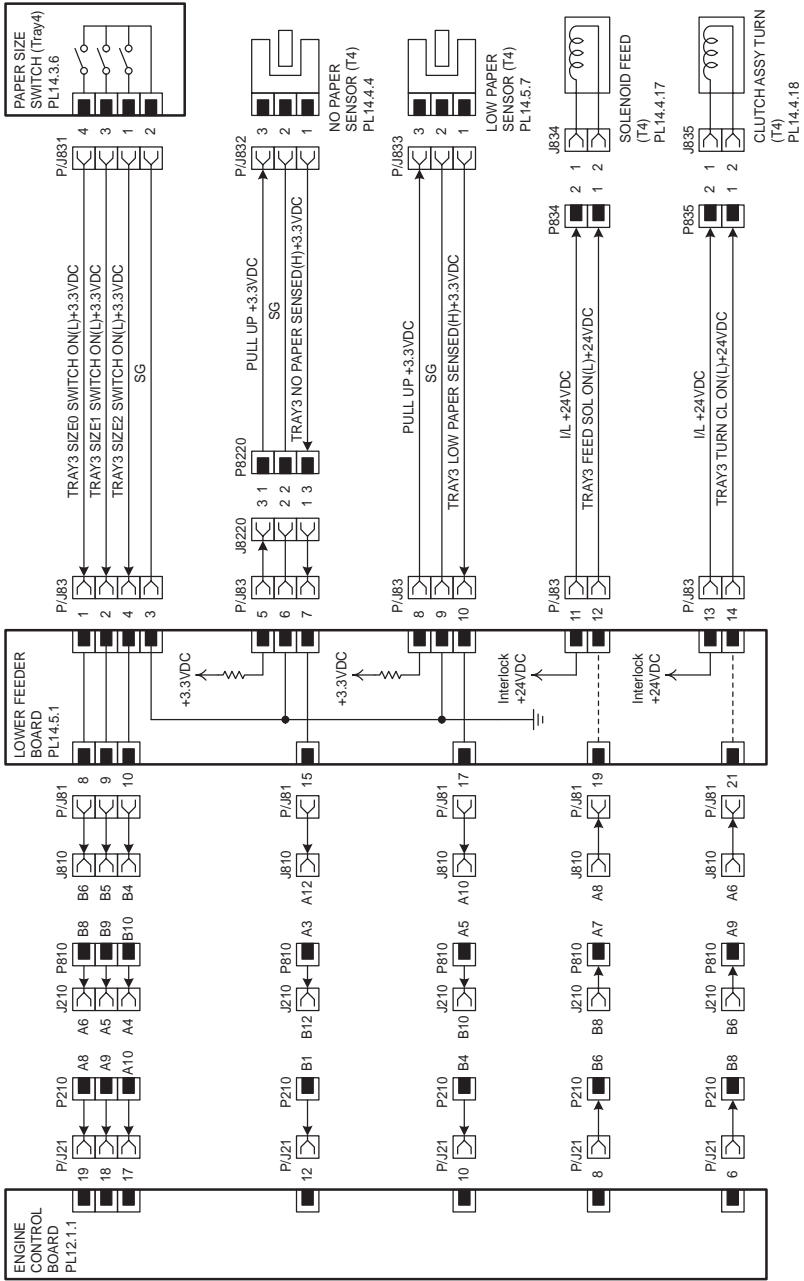 ENGINE
CONTROL
BOARD
PL12.1.1
P/J21
P210
J210
P810
J810
P/J81
LOWER FEEDER
BOARD
PL14.5.1
P/J83
P/J831
PAPER SIZE
SWITCH (Tray4)
PL14.3.6
19 A8 A6 B8 B6 8 1 TRAY3 SIZE0 SWITCH ON(L)+3.3VDC 4
18 A9 A5 B9 B5 9 2 TRAY3 SIZE1 SWITCH ON(L)+3.3VDC 3
17 A10 A4 B10 B4 10 4 TRAY3 SIZE2 SWITCH ON(L)+3.3VDC 1
3 SG 2
+3.3VDC
P/J83
J8220
P8220
P/J832
5 3 1 PULL UP +3.3VDC 3
6 2 2 SG 2
P/J21
P210
J210
P810
J810
P/J81
12 B1 B12 A3 A12 15 7 1 3 TRAY3 NO PAPER SENSED(H)+3.3VDC 1
NO PAPER
SENSOR (T4)
PL14.4.4
+3.3VDC
P/J83
P/J833
8 PULL UP +3.3VDC 3
9 SG 2
P/J21
P210
J210
P810
J810
P/J81
10 B4 B10 A5 A10 17 10 TRAY3 LOW PAPER SENSED(H)+3.3VDC 1
LOW PAPER
SENSOR (T4)
PL14.5.7
Interlock
+24VDC
P/J83
P834
J834
11 I/L +24VDC 2 1
P/J21
P210
J210
P810
J810
P/J81
8 B6 B8 A7 A8 19 12 TRAY3 FEED SOL ON(L)+24VDC 1 2
SOLENOID FEED
(T4)
PL14.4.17
Interlock
+24VDC
P/J83
P835
J835
13 I/L +24VDC 2 1
P/J21
P210
J210
P810
J810
P/J81
6 B8 B6 A9 A6 21 14 TRAY3 TURN CL ON(L)+24VDC 1 2
CLUTCH ASSY TURN
(T4)
PL14.4.18